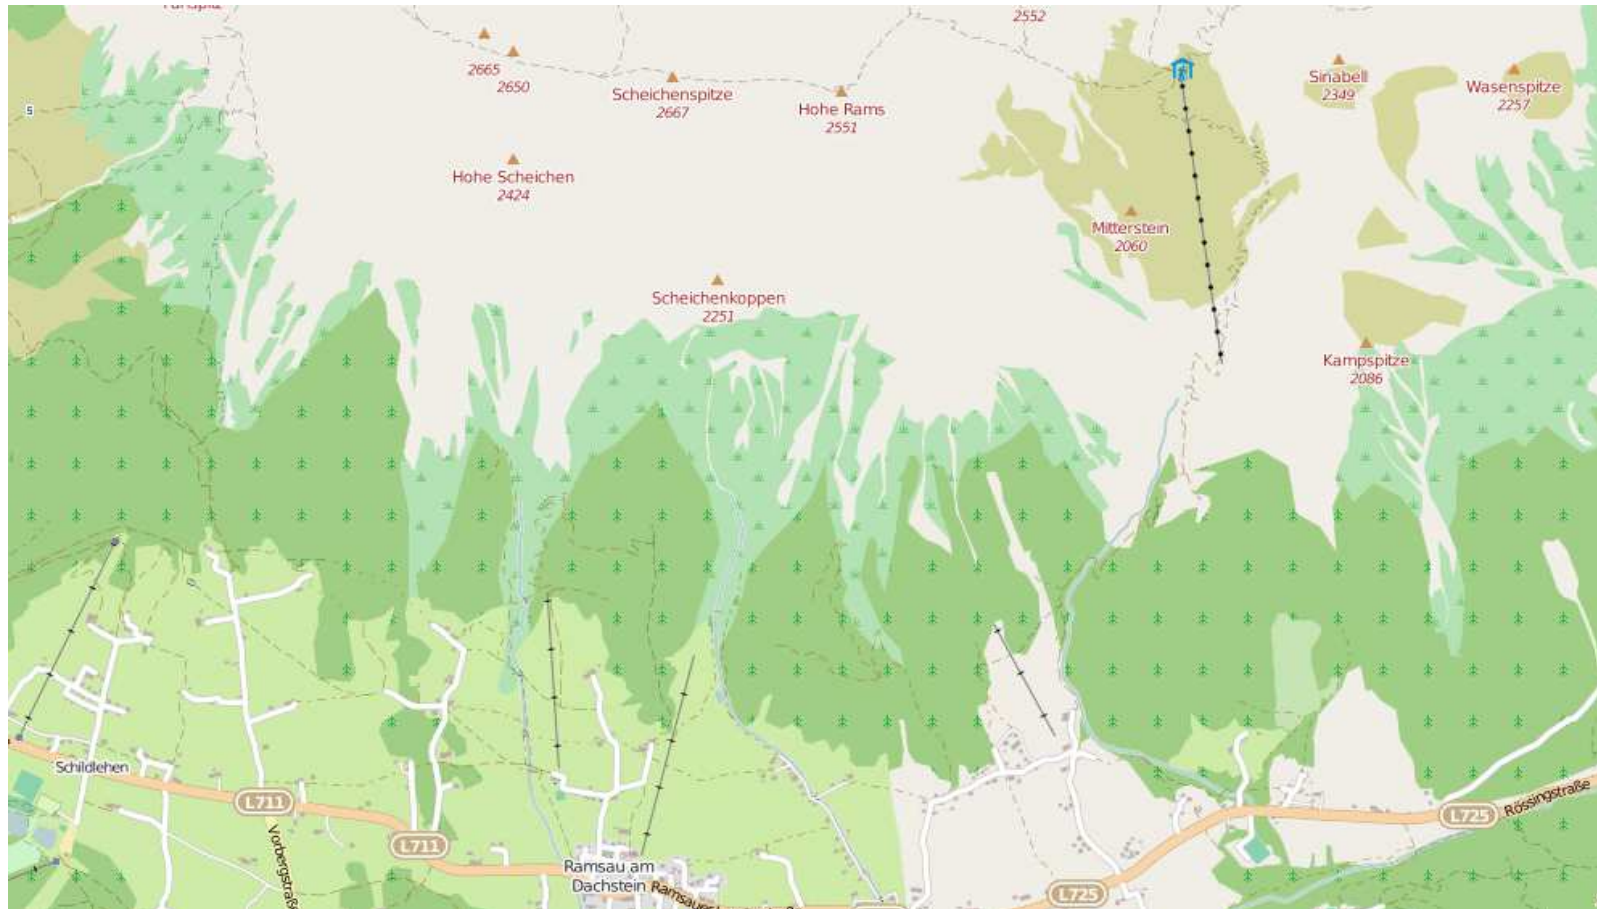 2552
2665
2650
Scheichenspitze
2667
Hohe Rams
2551
Sinabell
2349
Wasenspitze
2257
5
Hohe Scheichen
2424
Mitterstein
2060
Scheichenkoppen
2251
Kampspitze
2086
Schildlehen
L711
L711
Vorbergstraße
Ramsau am
Dachstein
L725
Rössingstraße
L725